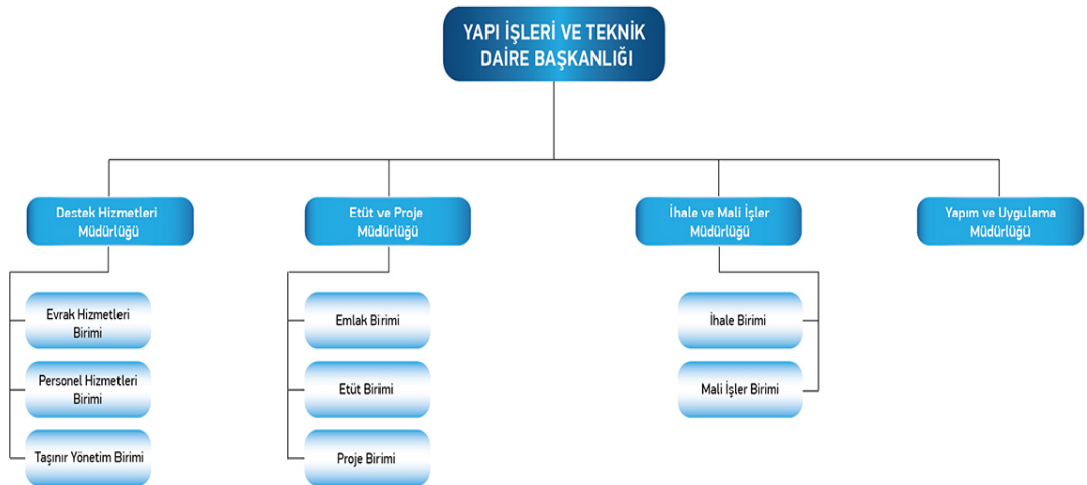 YAPI İŞLERİ VE TEKNİK
DAİRE BAŞKANLIĞI
Destek Hizmetleri
Müdürlüğü
Etüt ve Proje
Müdürlüğü
İhale ve Mali İşler
Müdürlüğü
Yapım ve Uygulama
Müdürlüğü
Evrak Hizmetleri
Birimi
Personel Hizmetleri
Birimi
Taşınır Yönetim Birimi
Emlak Birimi
Etüt Birimi
Proje Birimi
İhale Birimi
Mali İşler Birimi